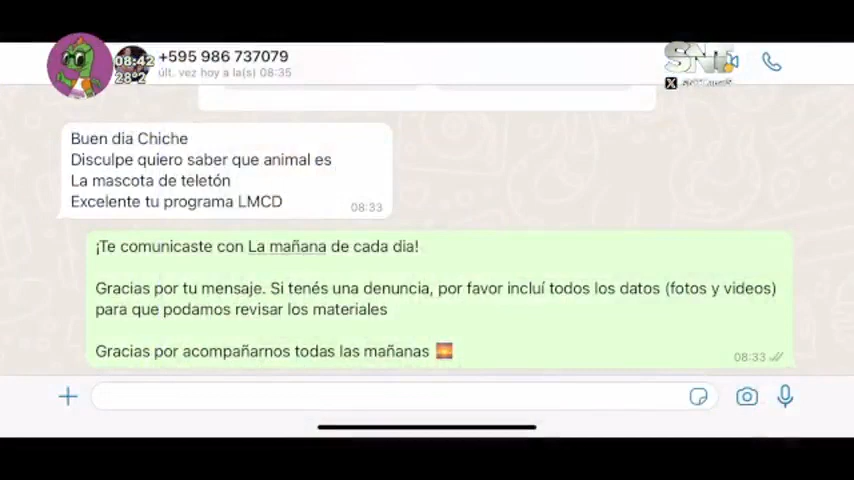 08:42
28°2
+595 986 737079
últ. vez hoy a la(s) 08:35
SNT
Buen dia Chiche
Disculpe quiero saber que animal es
La mascota de teletón
Excelente tu programa LMCD
08:33
¡Te comunicaste con La mañana de cada dia!
Gracias por tu mensaje. Si tenés una denuncia, por favor incluí todos los datos (fotos y videos)
para que podamos revisar los materiales
Gracias por acompañarnos todas las mañanas
08:33